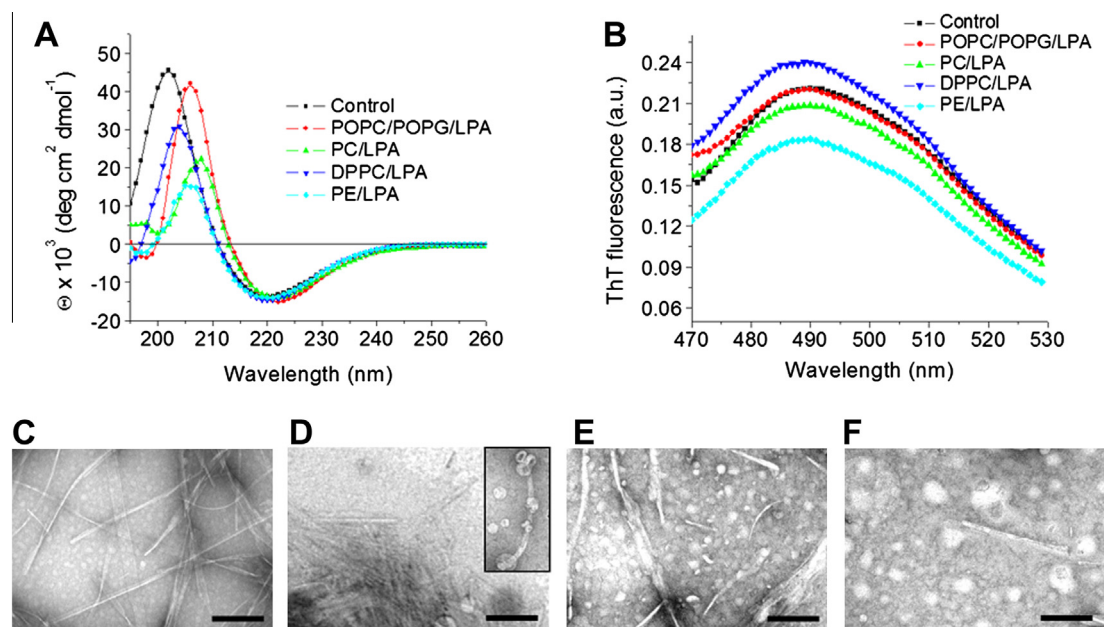 A
Θ x 10³ (deg cm² dmol⁻¹)
50
40
30
20
10
0
-10
-20
200 210 220 230 240 250 260
Wavelength (nm)
Control
POPC/POPG/LPA
PC/LPA
DPPC/LPA
PE/LPA
B
ThT fluorescence (a.u.)
0.24
0.21
0.18
0.15
0.12
0.09
0.06
470 480 490 500 510 520 530
Wavelength (nm)
Control
POPC/POPG/LPA
PC/LPA
DPPC/LPA
PE/LPA
C
D
E
F